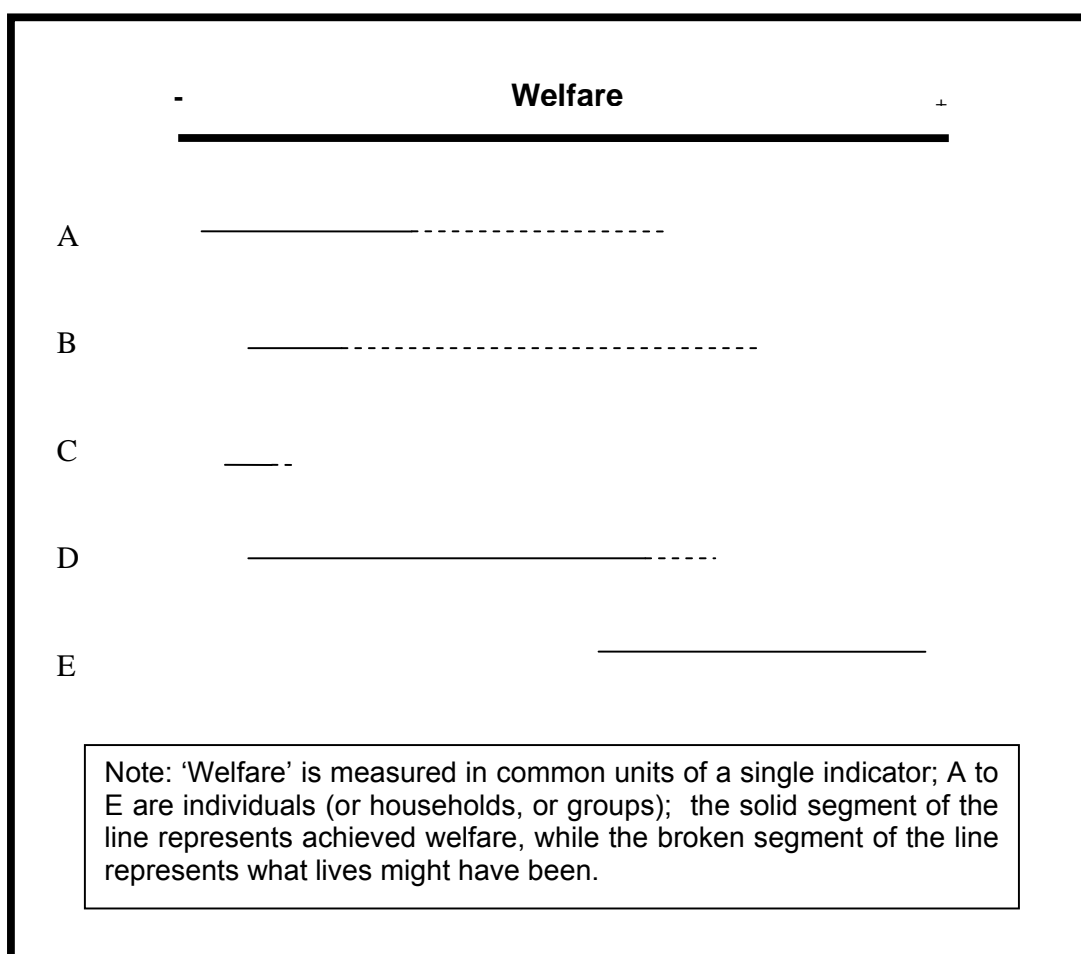 - Welfare +
A
B
C
D
E
Note: ‘Welfare’ is measured in common units of a single indicator; A to
E are individuals (or households, or groups);  the solid segment of the
line represents achieved welfare, while the broken segment of the line
represents what lives might have been.